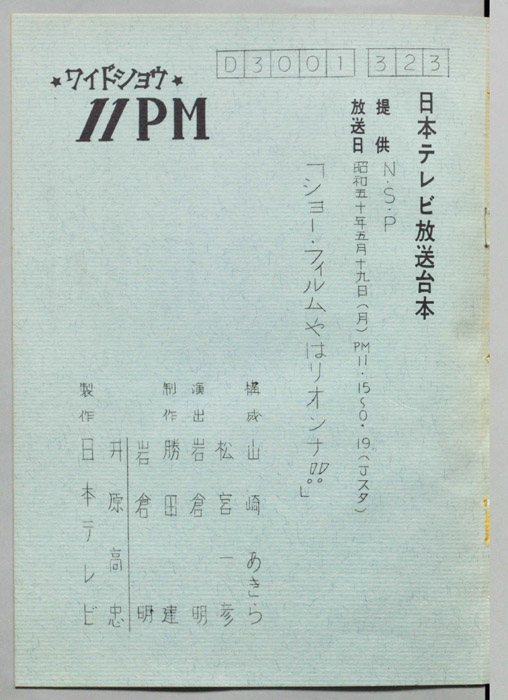 D3001 323
☆ワイドショウ☆
11PM
日本テレビ放送台本
提供 N・S・P
放送日 昭和五十年五月十九日(月)PM11・15〜0・19(Jスタ)
「ショー・フィルム、やはりオンナ!!。」
構成 山崎 あきら
松宮 一彦
演出 岩倉 明
制作 勝田 建
岩倉 明
井原 高忠
製作 日本テレビ